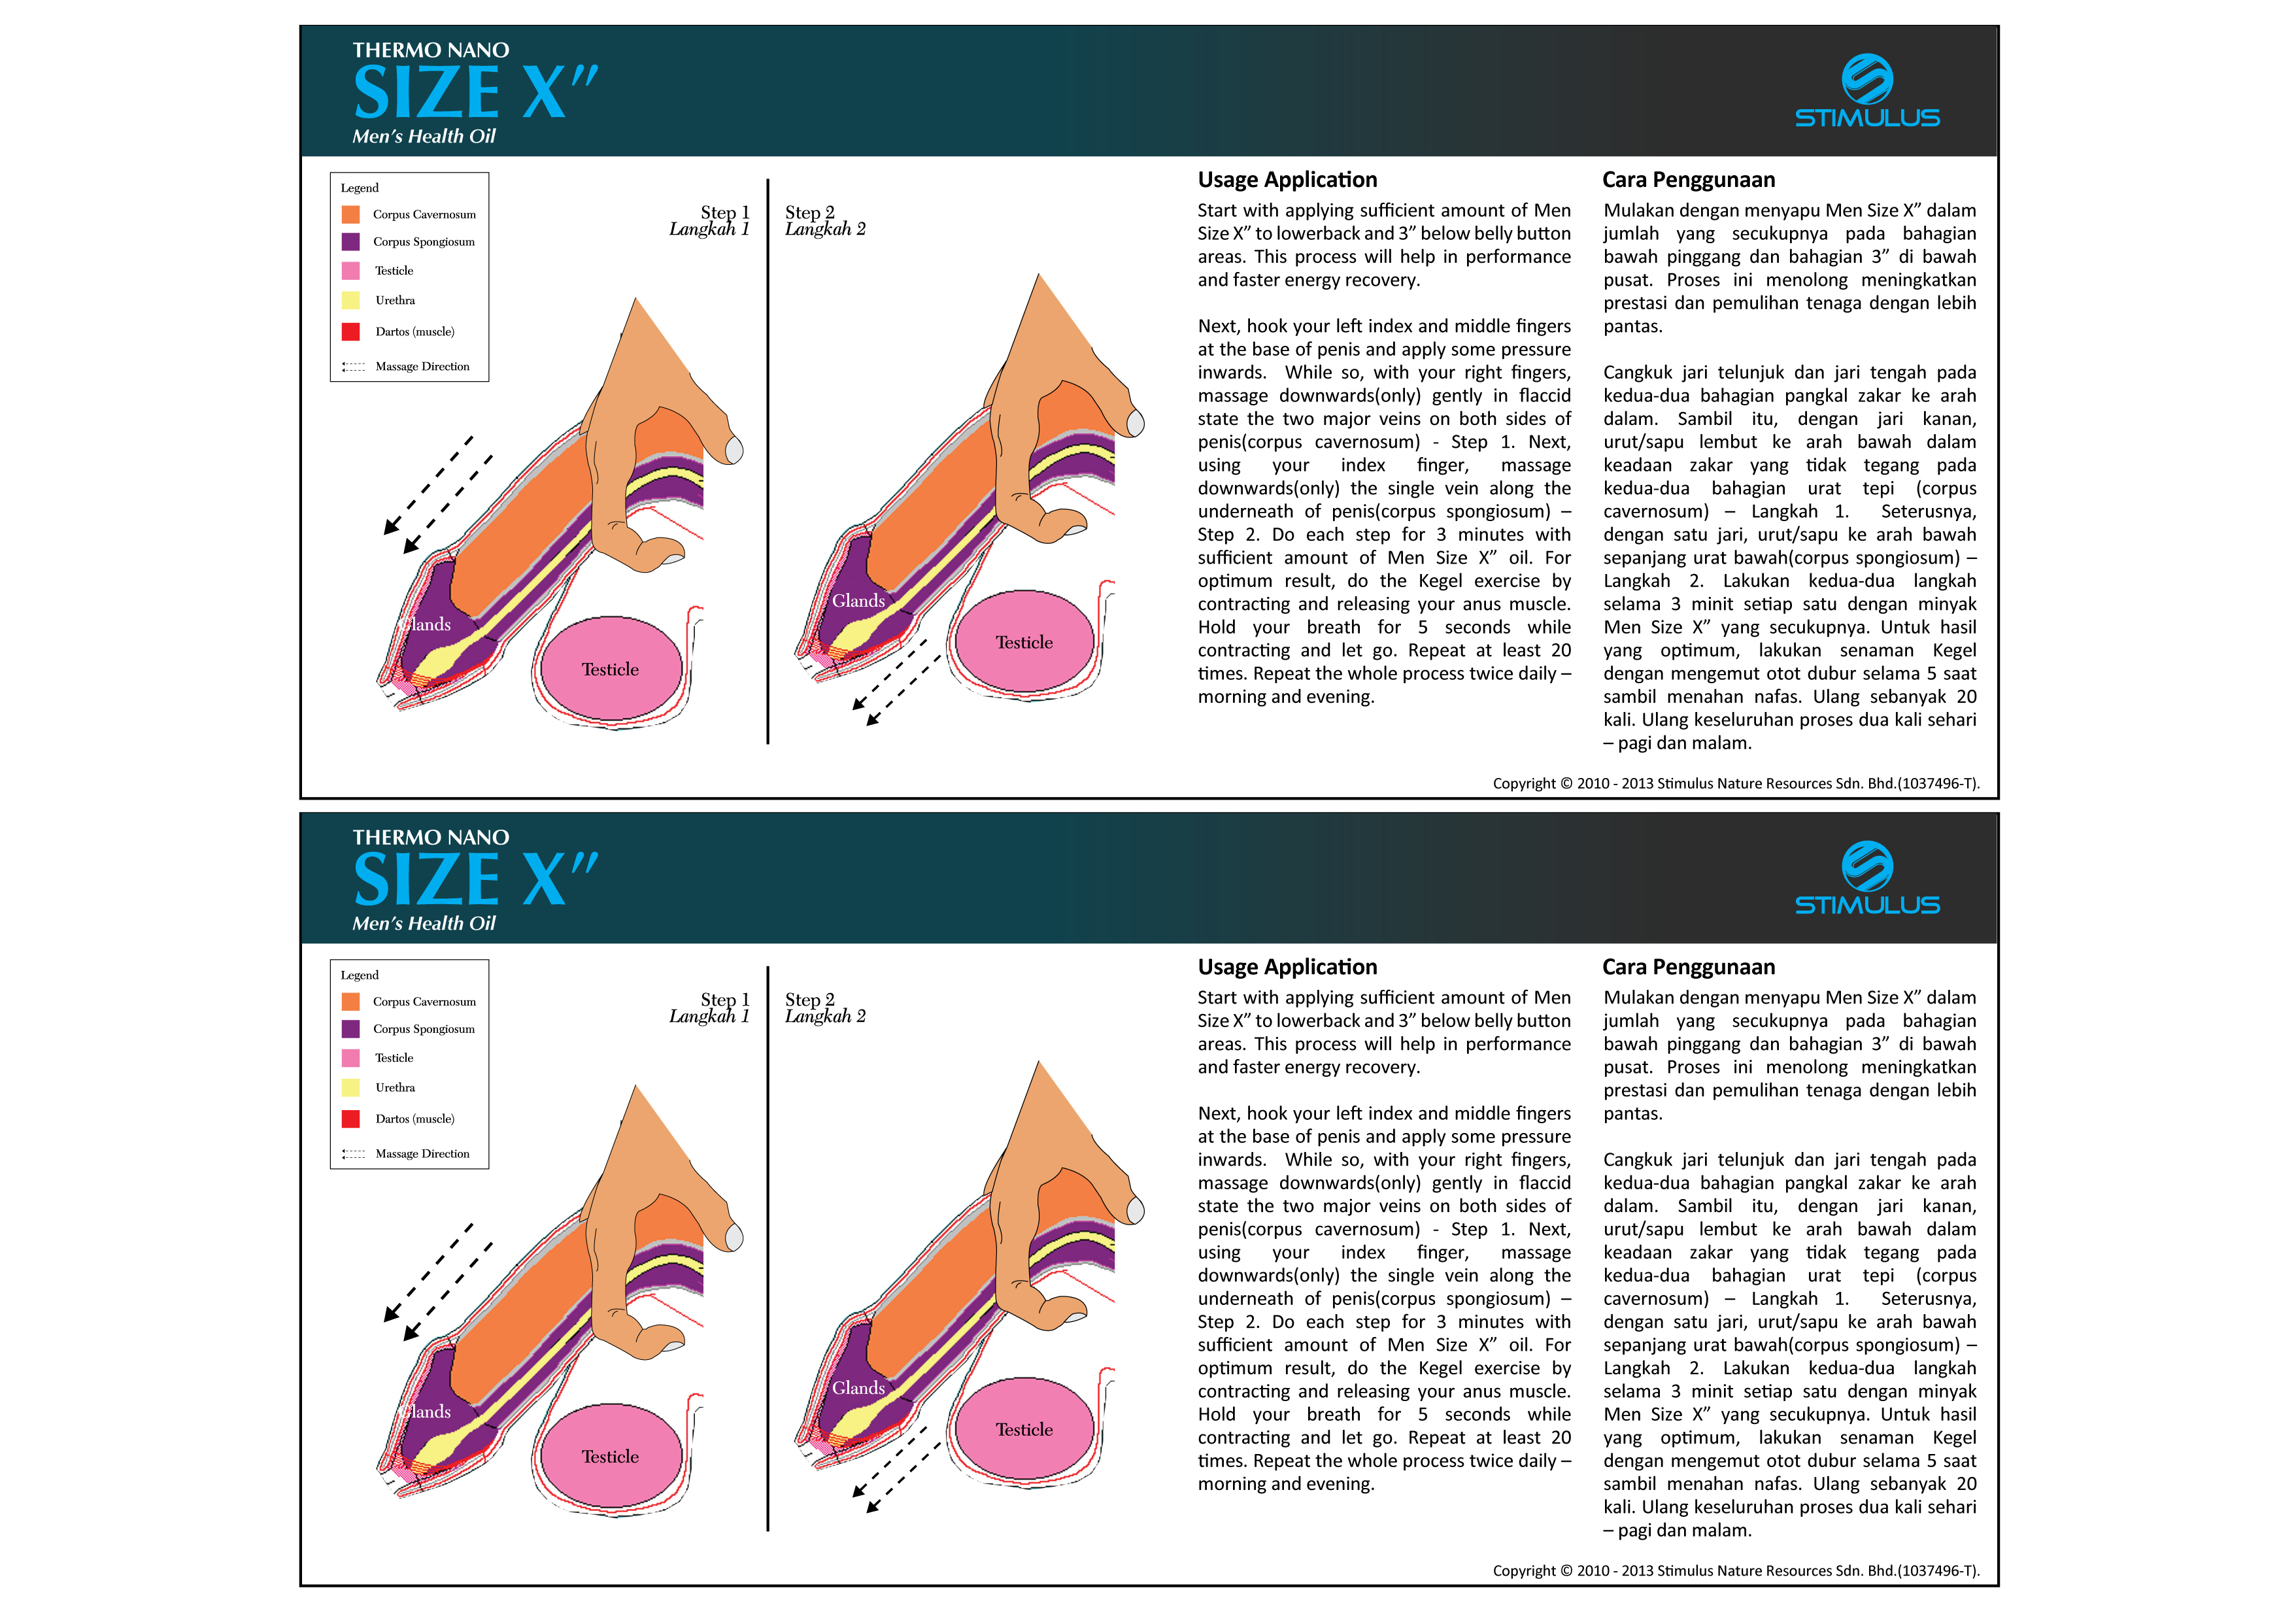 THERMO NANO
SIZE X”
Men’s Health Oil
STIMULUS
Legend
Corpus Cavernosum
Corpus Spongiosum
Testicle
Urethra
Dartos (muscle)
Massage Direction
Step 1
Langkah 1
Step 2
Langkah 2
Glands
Testicle
Glands
Testicle
Usage Application
Start with applying sufficient amount of Men
Size X” to lowerback and 3” below belly button
areas. This process will help in performance
and faster energy recovery.
Next, hook your left index and middle fingers
at the base of penis and apply some pressure
inwards. While so, with your right fingers,
massage downwards(only) gently in flaccid
state the two major veins on both sides of
penis(corpus cavernosum) - Step 1. Next,
using your index finger, massage
downwards(only) the single vein along the
underneath of penis(corpus spongiosum) –
Step 2. Do each step for 3 minutes with
sufficient amount of Men Size X” oil. For
optimum result, do the Kegel exercise by
contracting and releasing your anus muscle.
Hold your breath for 5 seconds while
contracting and let go. Repeat at least 20
times. Repeat the whole process twice daily –
morning and evening.
Cara Penggunaan
Mulakan dengan menyapu Men Size X” dalam
jumlah yang secukupnya pada bahagian
bawah pinggang dan bahagian 3” di bawah
pusat. Proses ini menolong meningkatkan
prestasi dan pemulihan tenaga dengan lebih
pantas.
Cangkuk jari telunjuk dan jari tengah pada
kedua-dua bahagian pangkal zakar ke arah
dalam. Sambil itu, dengan jari kanan,
urut/sapu lembut ke arah bawah dalam
keadaan zakar yang tidak tegang pada
kedua-dua bahagian urat tepi (corpus
cavernosum) – Langkah 1. Seterusnya,
dengan satu jari, urut/sapu ke arah bawah
sepanjang urat bawah(corpus spongiosum) –
Langkah 2. Lakukan kedua-dua langkah
selama 3 minit setiap satu dengan minyak
Men Size X” yang secukupnya. Untuk hasil
yang optimum, lakukan senaman Kegel
dengan mengemut otot dubur selama 5 saat
sambil menahan nafas. Ulang sebanyak 20
kali. Ulang keseluruhan proses dua kali sehari
– pagi dan malam.
Copyright © 2010 - 2013 Stimulus Nature Resources Sdn. Bhd.(1037496-T).
THERMO NANO
SIZE X”
Men’s Health Oil
STIMULUS
Legend
Corpus Cavernosum
Corpus Spongiosum
Testicle
Urethra
Dartos (muscle)
Massage Direction
Step 1
Langkah 1
Step 2
Langkah 2
Glands
Testicle
Glands
Testicle
Usage Application
Start with applying sufficient amount of Men
Size X” to lowerback and 3” below belly button
areas. This process will help in performance
and faster energy recovery.
Next, hook your left index and middle fingers
at the base of penis and apply some pressure
inwards. While so, with your right fingers,
massage downwards(only) gently in flaccid
state the two major veins on both sides of
penis(corpus cavernosum) - Step 1. Next,
using your index finger, massage
downwards(only) the single vein along the
underneath of penis(corpus spongiosum) –
Step 2. Do each step for 3 minutes with
sufficient amount of Men Size X” oil. For
optimum result, do the Kegel exercise by
contracting and releasing your anus muscle.
Hold your breath for 5 seconds while
contracting and let go. Repeat at least 20
times. Repeat the whole process twice daily –
morning and evening.
Cara Penggunaan
Mulakan dengan menyapu Men Size X” dalam
jumlah yang secukupnya pada bahagian
bawah pinggang dan bahagian 3” di bawah
pusat. Proses ini menolong meningkatkan
prestasi dan pemulihan tenaga dengan lebih
pantas.
Cangkuk jari telunjuk dan jari tengah pada
kedua-dua bahagian pangkal zakar ke arah
dalam. Sambil itu, dengan jari kanan,
urut/sapu lembut ke arah bawah dalam
keadaan zakar yang tidak tegang pada
kedua-dua bahagian urat tepi (corpus
cavernosum) – Langkah 1. Seterusnya,
dengan satu jari, urut/sapu ke arah bawah
sepanjang urat bawah(corpus spongiosum) –
Langkah 2. Lakukan kedua-dua langkah
selama 3 minit setiap satu dengan minyak
Men Size X” yang secukupnya. Untuk hasil
yang optimum, lakukan senaman Kegel
dengan mengemut otot dubur selama 5 saat
sambil menahan nafas. Ulang sebanyak 20
kali. Ulang keseluruhan proses dua kali sehari
– pagi dan malam.
Copyright © 2010 - 2013 Stimulus Nature Resources Sdn. Bhd.(1037496-T).